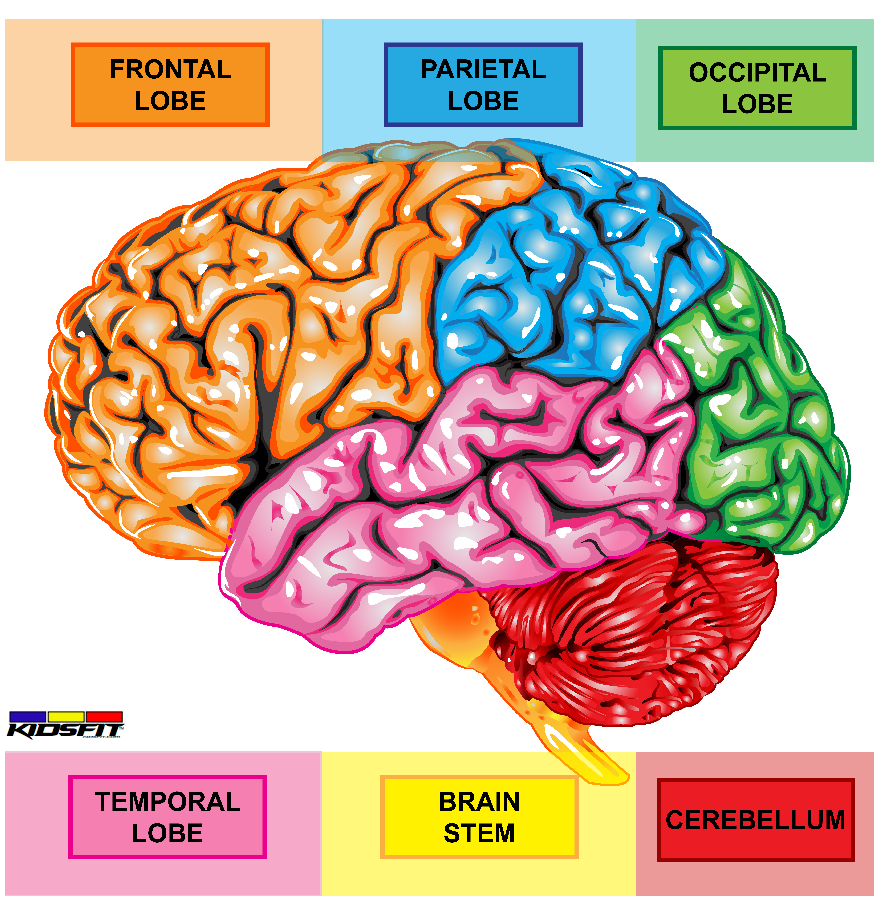 FRONTAL
LOBE
PARIETAL
LOBE
OCCIPITAL
LOBE
KIDSFIT
TEMPORAL
LOBE
BRAIN
STEM
CEREBELLUM